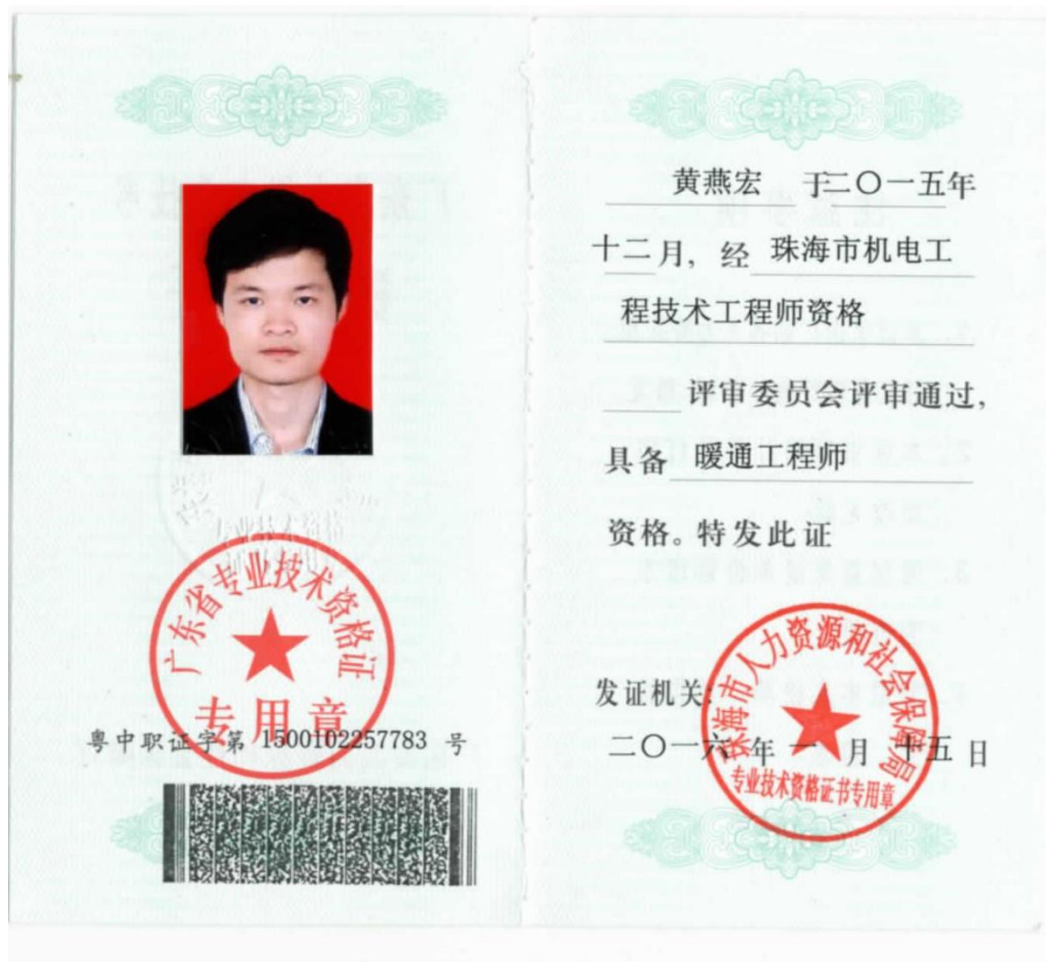 广东省专业技术资格证
专用章
粤中职证字第 1500102257783 号
黄燕宏 于二〇一五年
十二月，经 珠海市机电工
程技术工程师资格
评审委员会评审通过，
具备 暖通工程师
资格。特发此证
发证机关：
珠海市人力资源和社会保障局
二〇一六年一月十五日
专业技术资格证书专用章